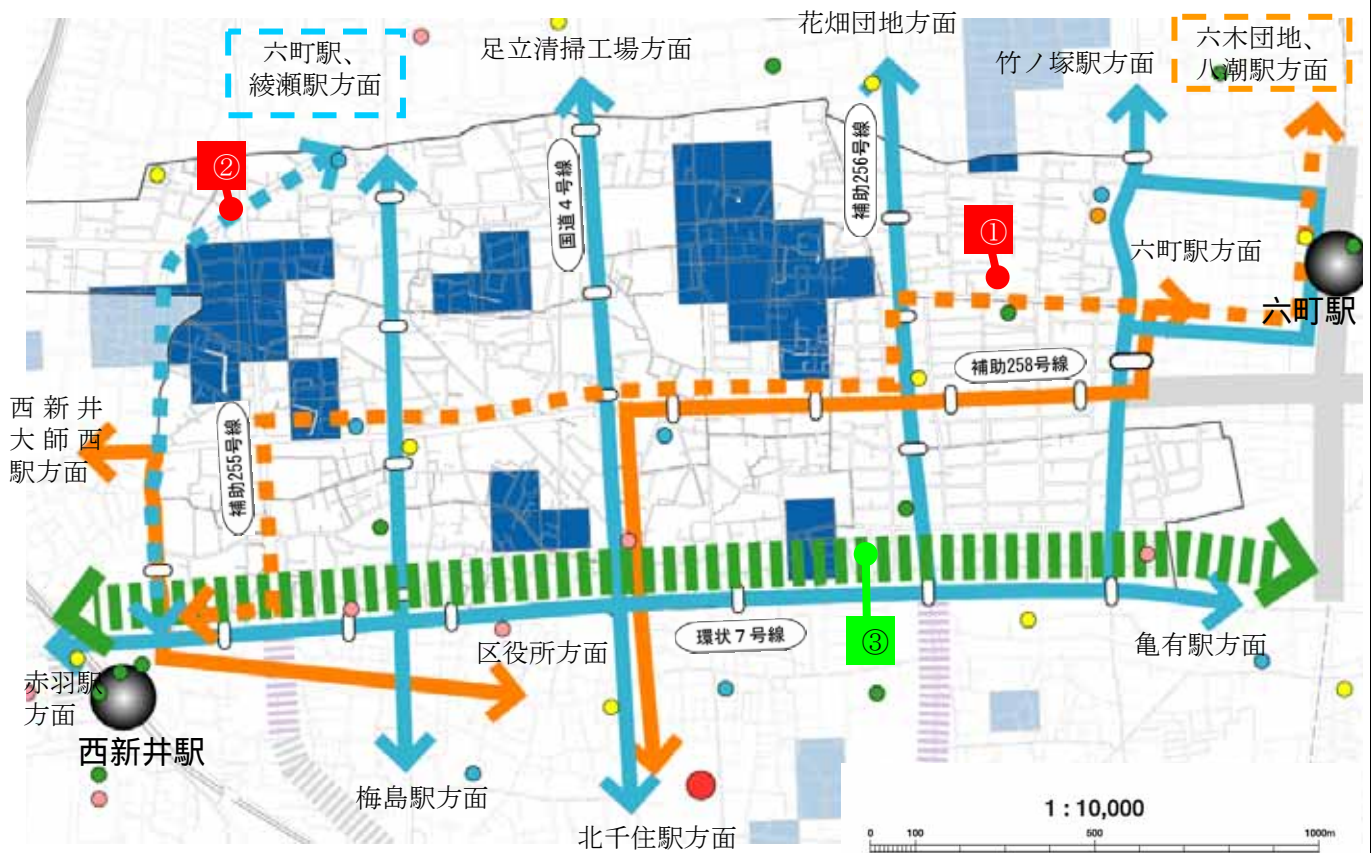 花畑団地方面
六町駅、
綾瀬駅方面
足立清掃工場方面
竹ノ塚駅方面
六木団地、
八潮駅方面
②
国道4号線
補助256号線
①
六町駅方面
六町駅
補助258号線
西新井
大師西
駅方面
補助255号線
区役所方面
環状7号線
③
亀有駅方面
赤羽駅
方面
西新井駅
梅島駅方面
北千住駅方面
1：10,000
0 100 500 1000m